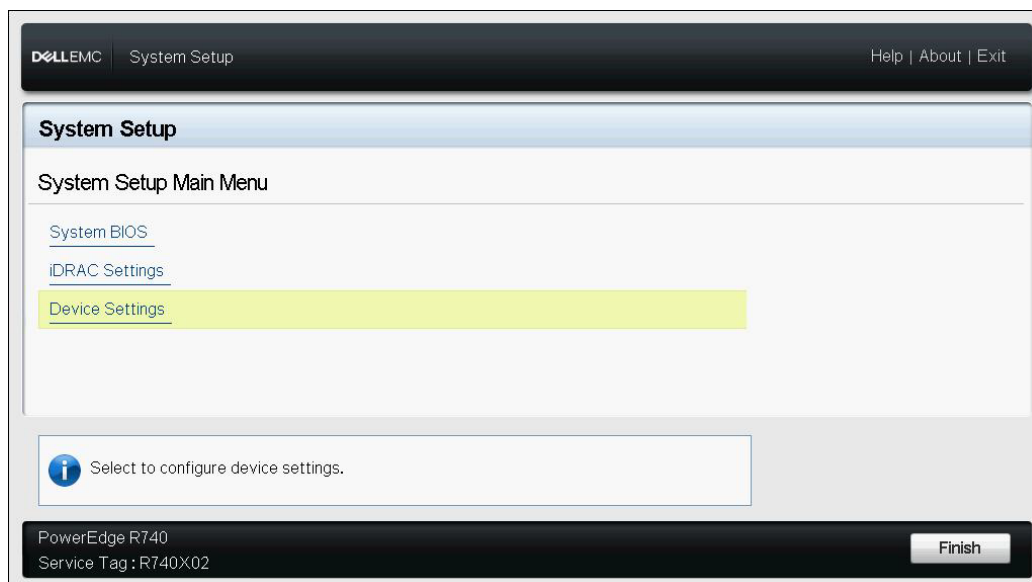 DELLEMC System Setup
Help | About | Exit
System Setup
System Setup Main Menu
System BIOS
iDRAC Settings
Device Settings
Select to configure device settings.
PowerEdge R740
Service Tag : R740X02
Finish